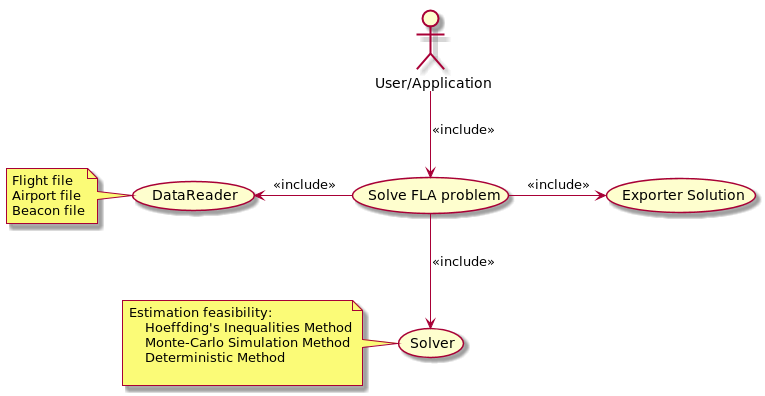 User/Application
«include»
Flight file
Airport file
Beacon file
DataReader
«include»
Solve FLA problem
«include»
Exporter Solution
«include»
Estimation feasibility:
Hoeffding's Inequalities Method
Monte-Carlo Simulation Method
Deterministic Method
Solver